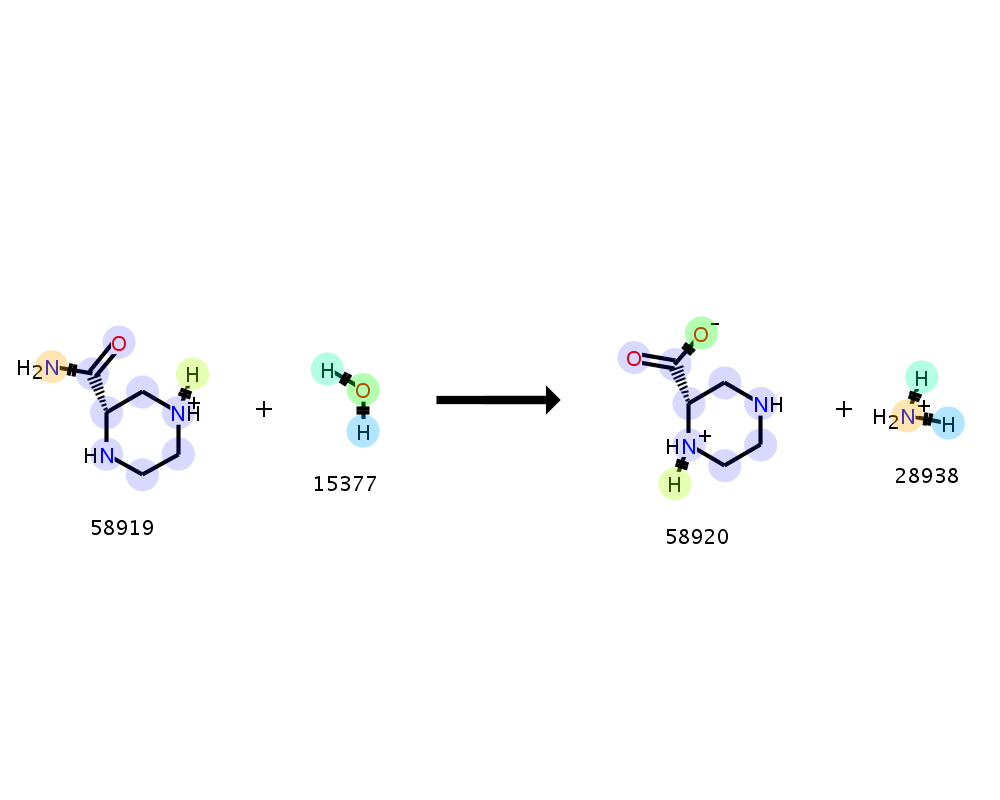 H2N O H NH+ HN
58919
+
H O H
15377
O O- NH HN+ H
58920
+
H H2N+ H
28938